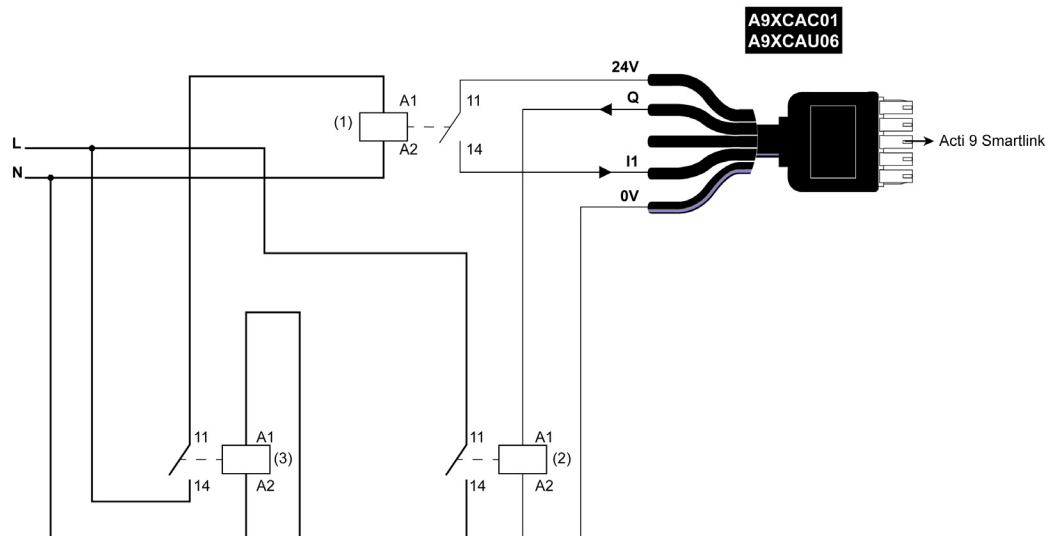 A9XCAC01
A9XCAU06
24V
Q
A1
11
(1)
A2
14
L
N
I1
0V
Acti 9 Smartlink
11
A1
(3)
14
A2
11
A1
(2)
14
A2